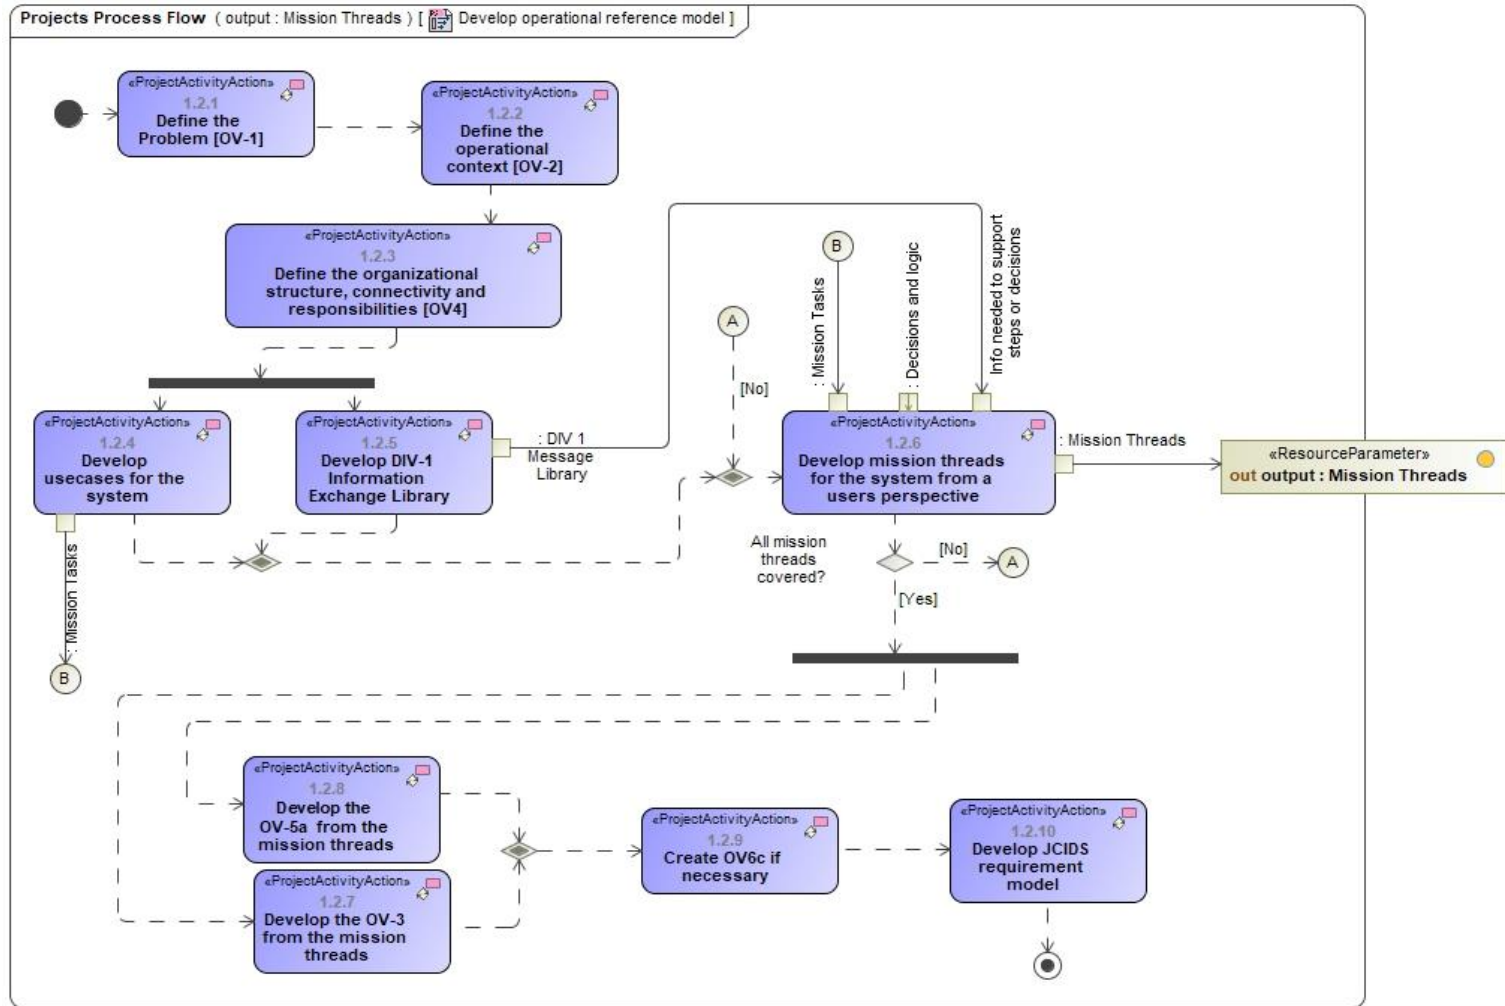 Projects Process Flow ( output : Mission Threads ) [ Develop operational reference model ]
«ProjectActivityAction»
1.2.1
Define the
Problem [OV-1]
«ProjectActivityAction»
1.2.2
Define the
operational
context [OV-2]
«ProjectActivityAction»
1.2.3
Define the organizational
structure, connectivity and
responsibilities [OV4]
B
: Mission Tasks
: Decisions and logic
Info needed to support
steps or decisions
A
[No]
«ProjectActivityAction»
1.2.4
Develop
usecases for the
system
«ProjectActivityAction»
1.2.5
Develop DIV-1
Information
Exchange Library
: DIV 1
Message
Library
«ProjectActivityAction»
1.2.6
Develop mission threads
for the system from a
users perspective
: Mission Threads
«ResourceParameter»
out output : Mission Threads
: Mission Tasks
B
All mission
threads
covered?
[No]
A
[Yes]
«ProjectActivityAction»
1.2.8
Develop the
OV-5a from the
mission threads
«ProjectActivityAction»
1.2.7
Develop the OV-3
from the mission
threads
«ProjectActivityAction»
1.2.9
Create OV6c if
necessary
«ProjectActivityAction»
1.2.10
Develop JCIDS
requirement
model